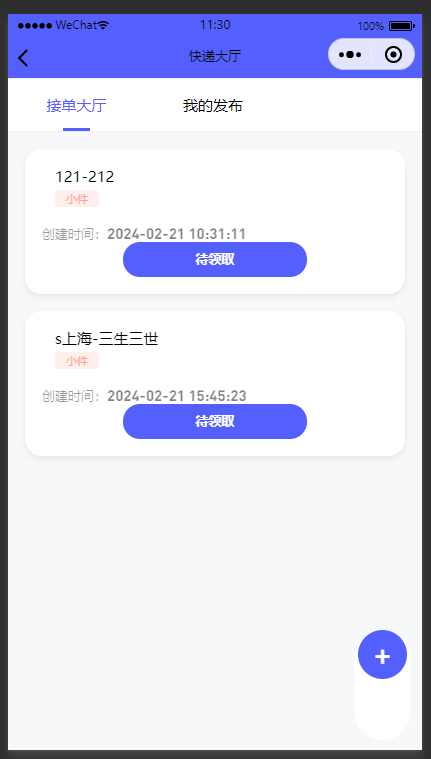 ●●●●● WeChat 11:30 100%
快递大厅
接单大厅 我的发布
121-212
小件
创建时间: 2024-02-21 10:31:11
待领取
s上海-三生三世
小件
创建时间: 2024-02-21 15:45:23
待领取
+